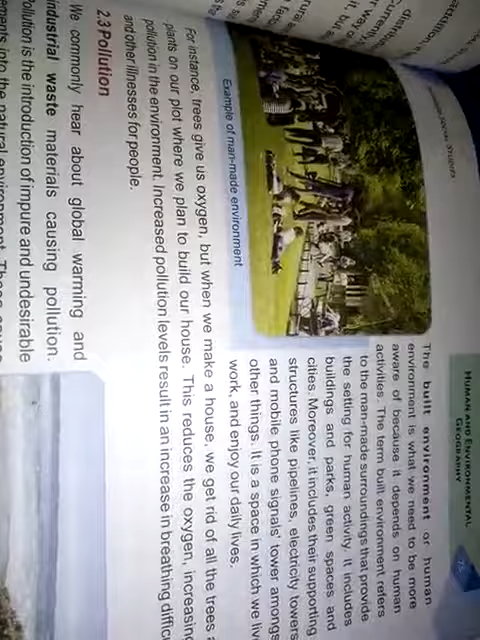 HUMAN AND ENVIRONMENTAL
GEOGRAPHY
The built environment or human
environment is what we need to be more
aware of because it depends on human
activities. The term built environment refers
to the man-made surroundings that provide
the setting for human activity. It includes
buildings and parks, green spaces and
cities. Moreover, it includes their supporting
structures like pipelines, electricity towers
and mobile phone signals' tower amongs
other things. It is a space in which we liv
work, and enjoy our daily lives.
Example of man-made environment
For instance, trees give us oxygen, but when we make a house, we get rid of all the trees
plants on our plot where we plan to build our house. This reduces the oxygen, increasing
pollution in the environment. Increased pollution levels result in an increase in breathing difficu
and other illnesses for people.
2.3 Pollution
We commonly hear about global warming and
industrial waste materials causing pollution.
Pollution is the introduction of impure and undesirable
into the natural environment. These